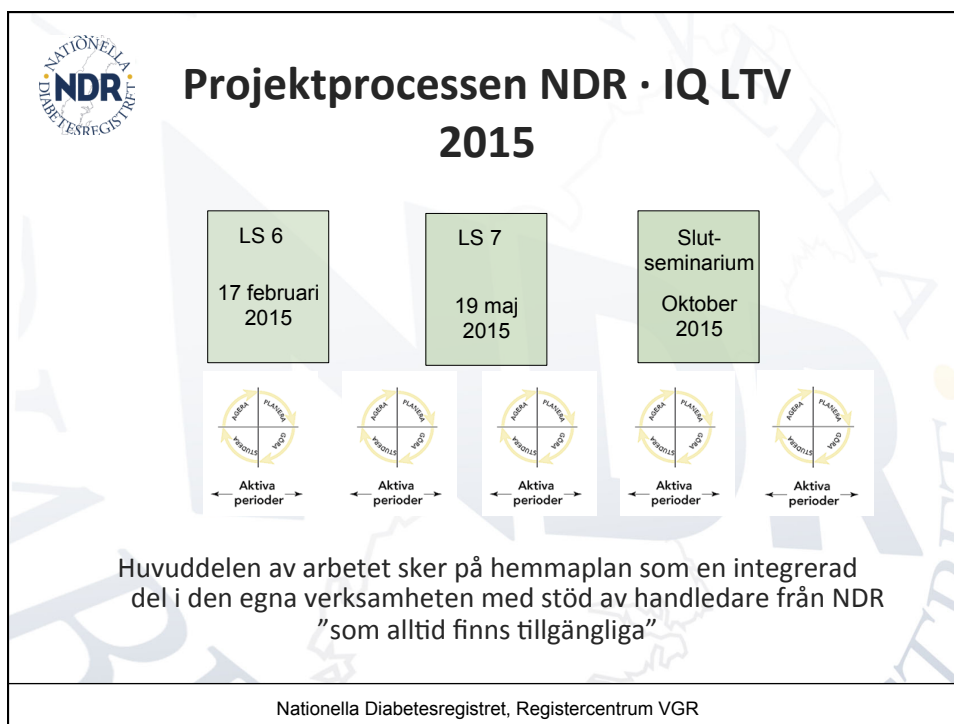 NATIONELLA
NDR
DIABETESREGISTRET
Projektprocessen NDR · IQ LTV
2015
LS 6
17 februari
2015
LS 7
19 maj
2015
Slut-
seminarium
Oktober
2015
AGERA
PLANERA
STUDERA
GÖRA
Aktiva
perioder
AGERA
PLANERA
STUDERA
GÖRA
Aktiva
perioder
AGERA
PLANERA
STUDERA
GÖRA
Aktiva
perioder
AGERA
PLANERA
STUDERA
GÖRA
Aktiva
perioder
AGERA
PLANERA
STUDERA
GÖRA
Aktiva
perioder
Huvuddelen av arbetet sker på hemmaplan som en integrerad
del i den egna verksamheten med stöd av handledare från NDR
”som alltid finns tillgängliga”
Nationella Diabetesregistret, Registercentrum VGR